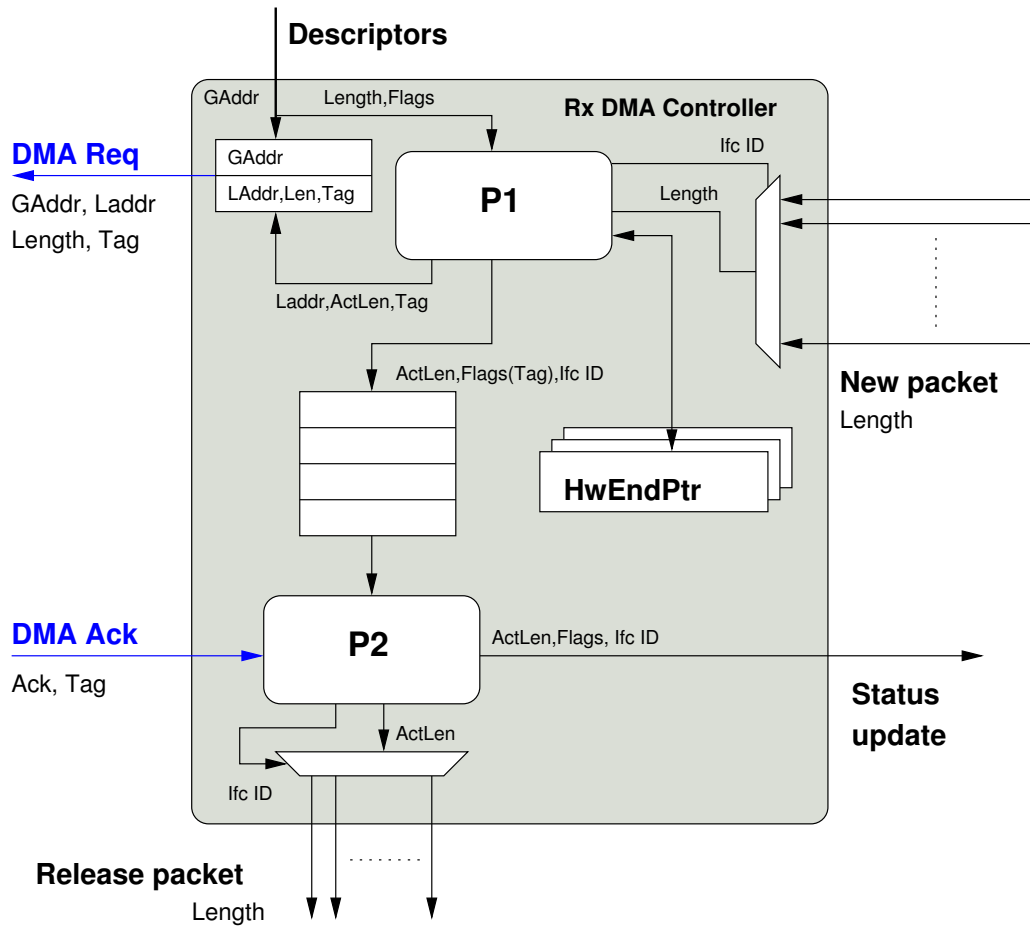 Descriptors
GAddr
Length,Flags
Rx DMA Controller
Ifc ID
DMA Req
GAddr
LAddr,Len,Tag
P1
Length
GAddr, Laddr
Length, Tag
Laddr,ActLen,Tag
ActLen,Flags(Tag),Ifc ID
New packet
Length
HwEndPtr
DMA Ack
Ack, Tag
P2
ActLen,Flags, Ifc ID
Status
update
ActLen
Ifc ID
Release packet
Length